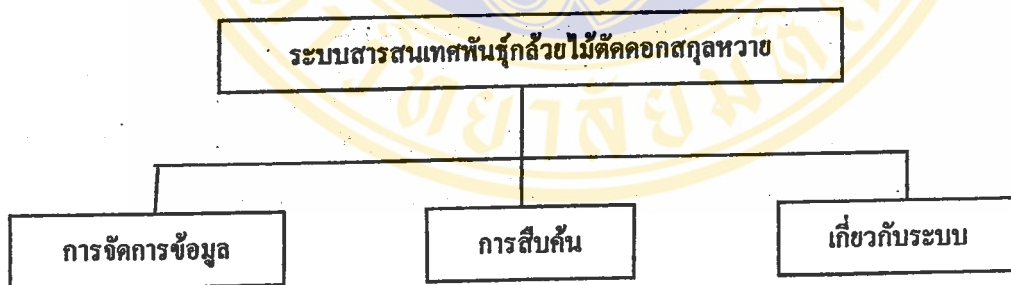 ระบบสารสนเทศพันธุ์กล้วยไม้ตัดดอกสกุลหวาย
การจัดการข้อมูล
การสืบค้น
เกี่ยวกับระบบ